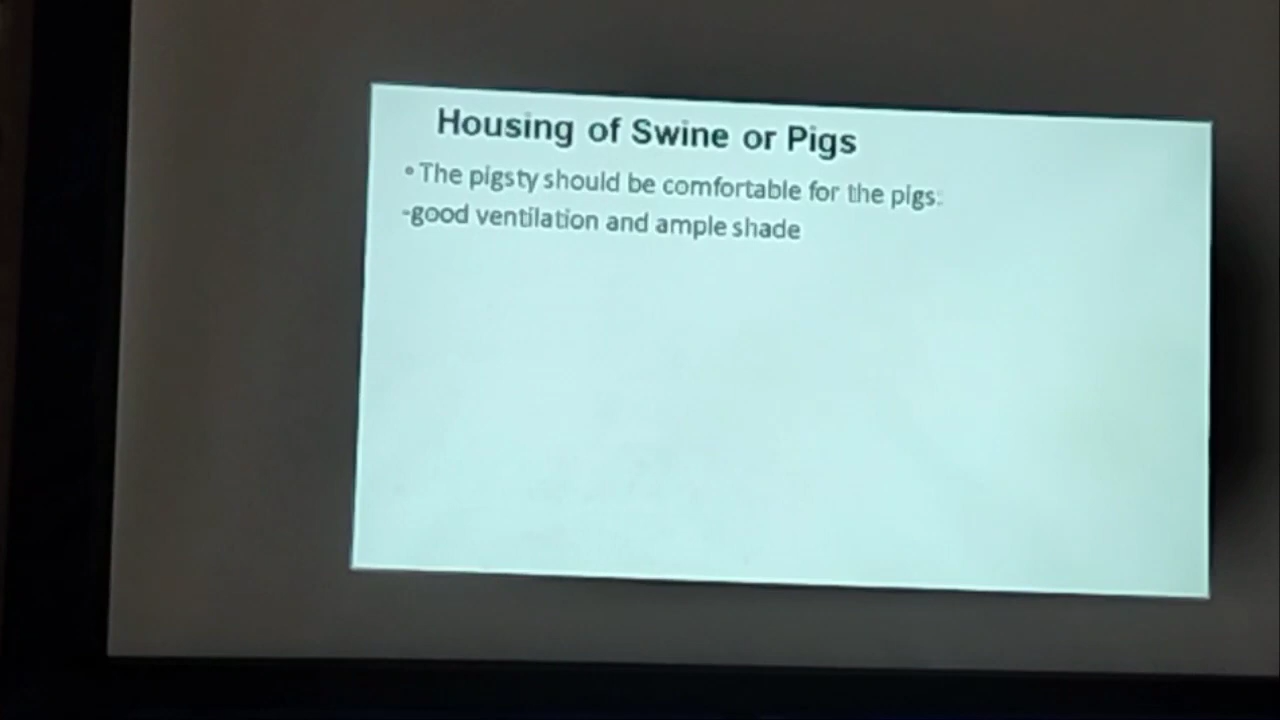 Housing of Swine or Pigs
•The pigsty should be comfortable for the pigs:
-good ventilation and ample shade